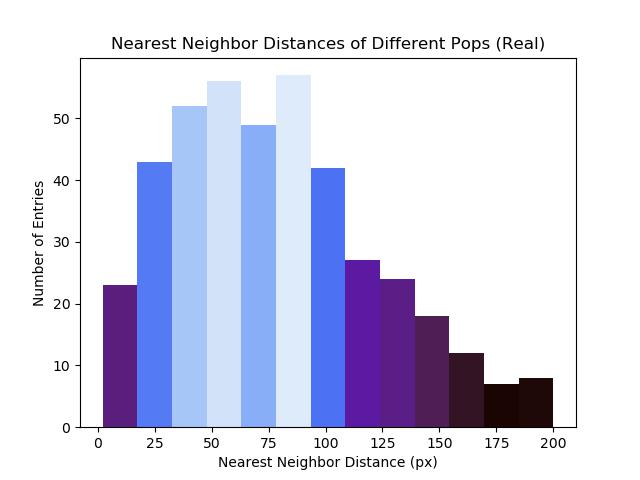 Nearest Neighbor Distances of Different Pops (Real)
Number of Entries
50
40
30
20
10
0
0 25 50 75 100 125 150 175 200
Nearest Neighbor Distance (px)